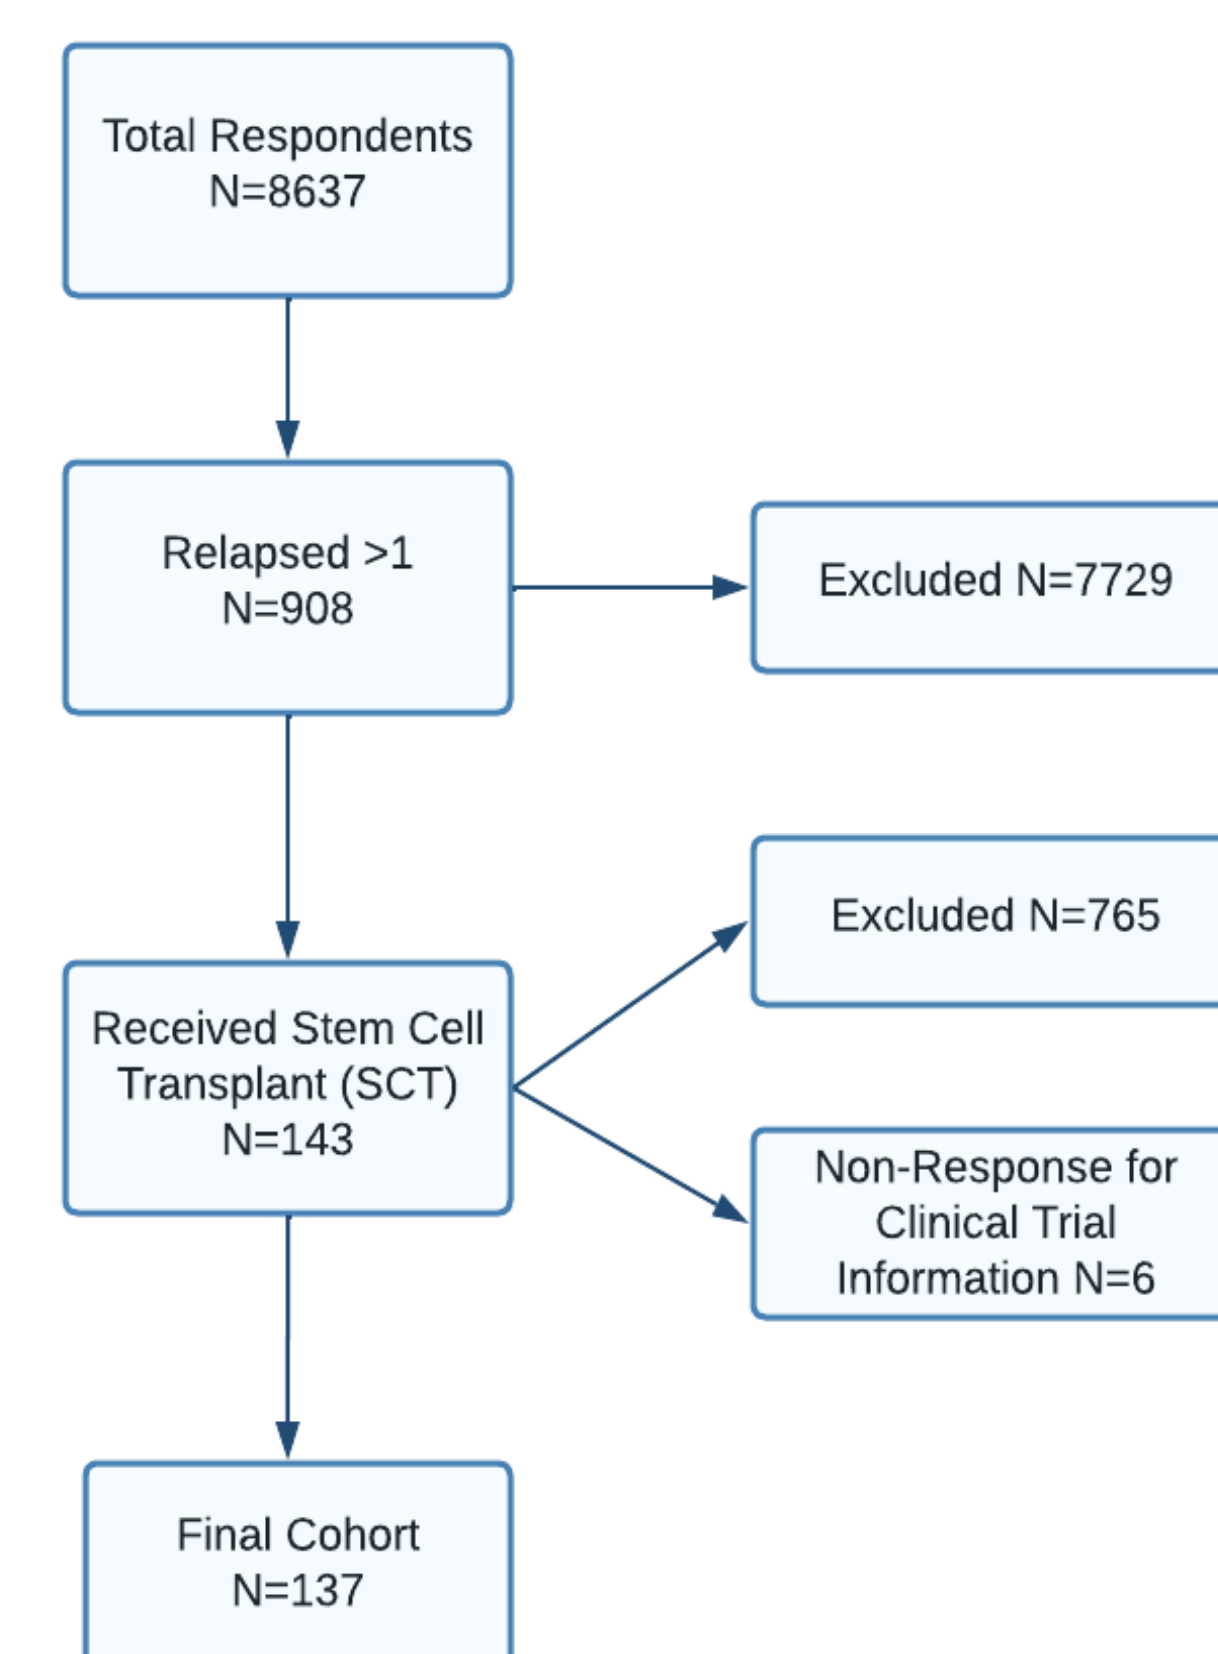 Total Respondents
N=8637
Relapsed >1
N=908
Excluded N=7729
Excluded N=765
Received Stem Cell
Transplant (SCT)
N=143
Non-Response for
Clinical Trial
Information N=6
Final Cohort
N=137